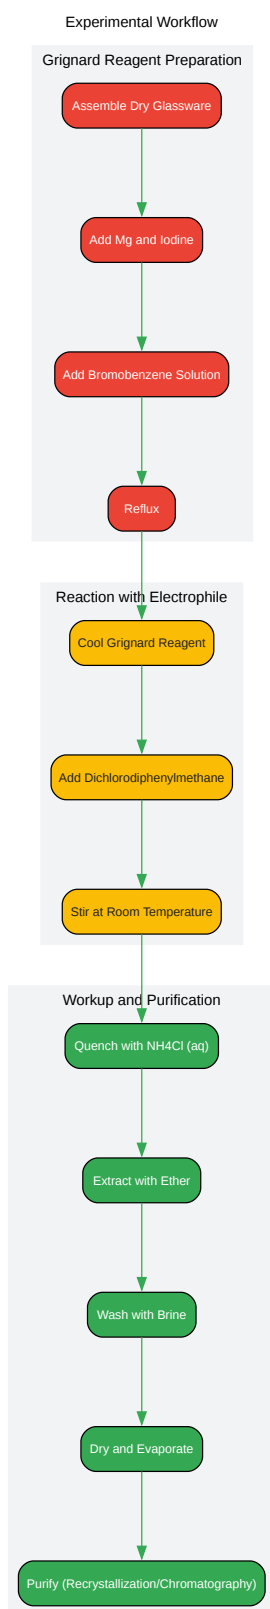 Experimental Workflow
Grignard Reagent Preparation
Assemble Dry Glassware
Add Mg and Iodine
Add Bromobenzene Solution
Reflux
Reaction with Electrophile
Cool Grignard Reagent
Add Dichlorodiphenylmethane
Stir at Room Temperature
Workup and Purification
Quench with NH4Cl (aq)
Extract with Ether
Wash with Brine
Dry and Evaporate
Purify (Recrystallization/Chromatography)